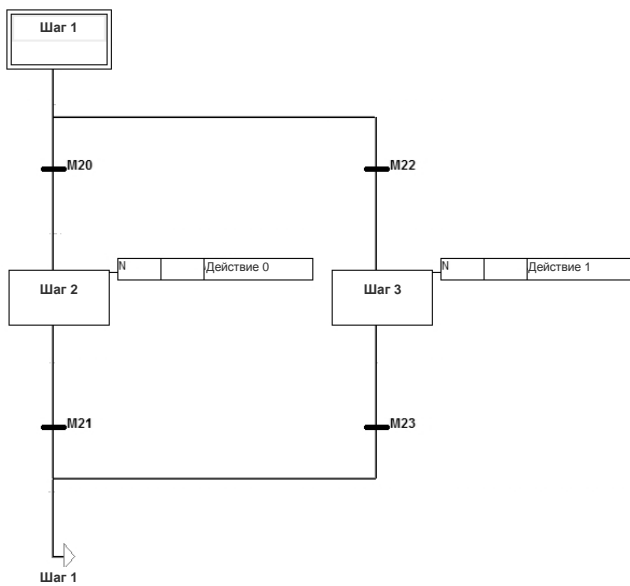 Шаг 1
M20
M22
N
Действие 0
N
Действие 1
Шаг 2
Шаг 3
M21
M23
Шаг 1